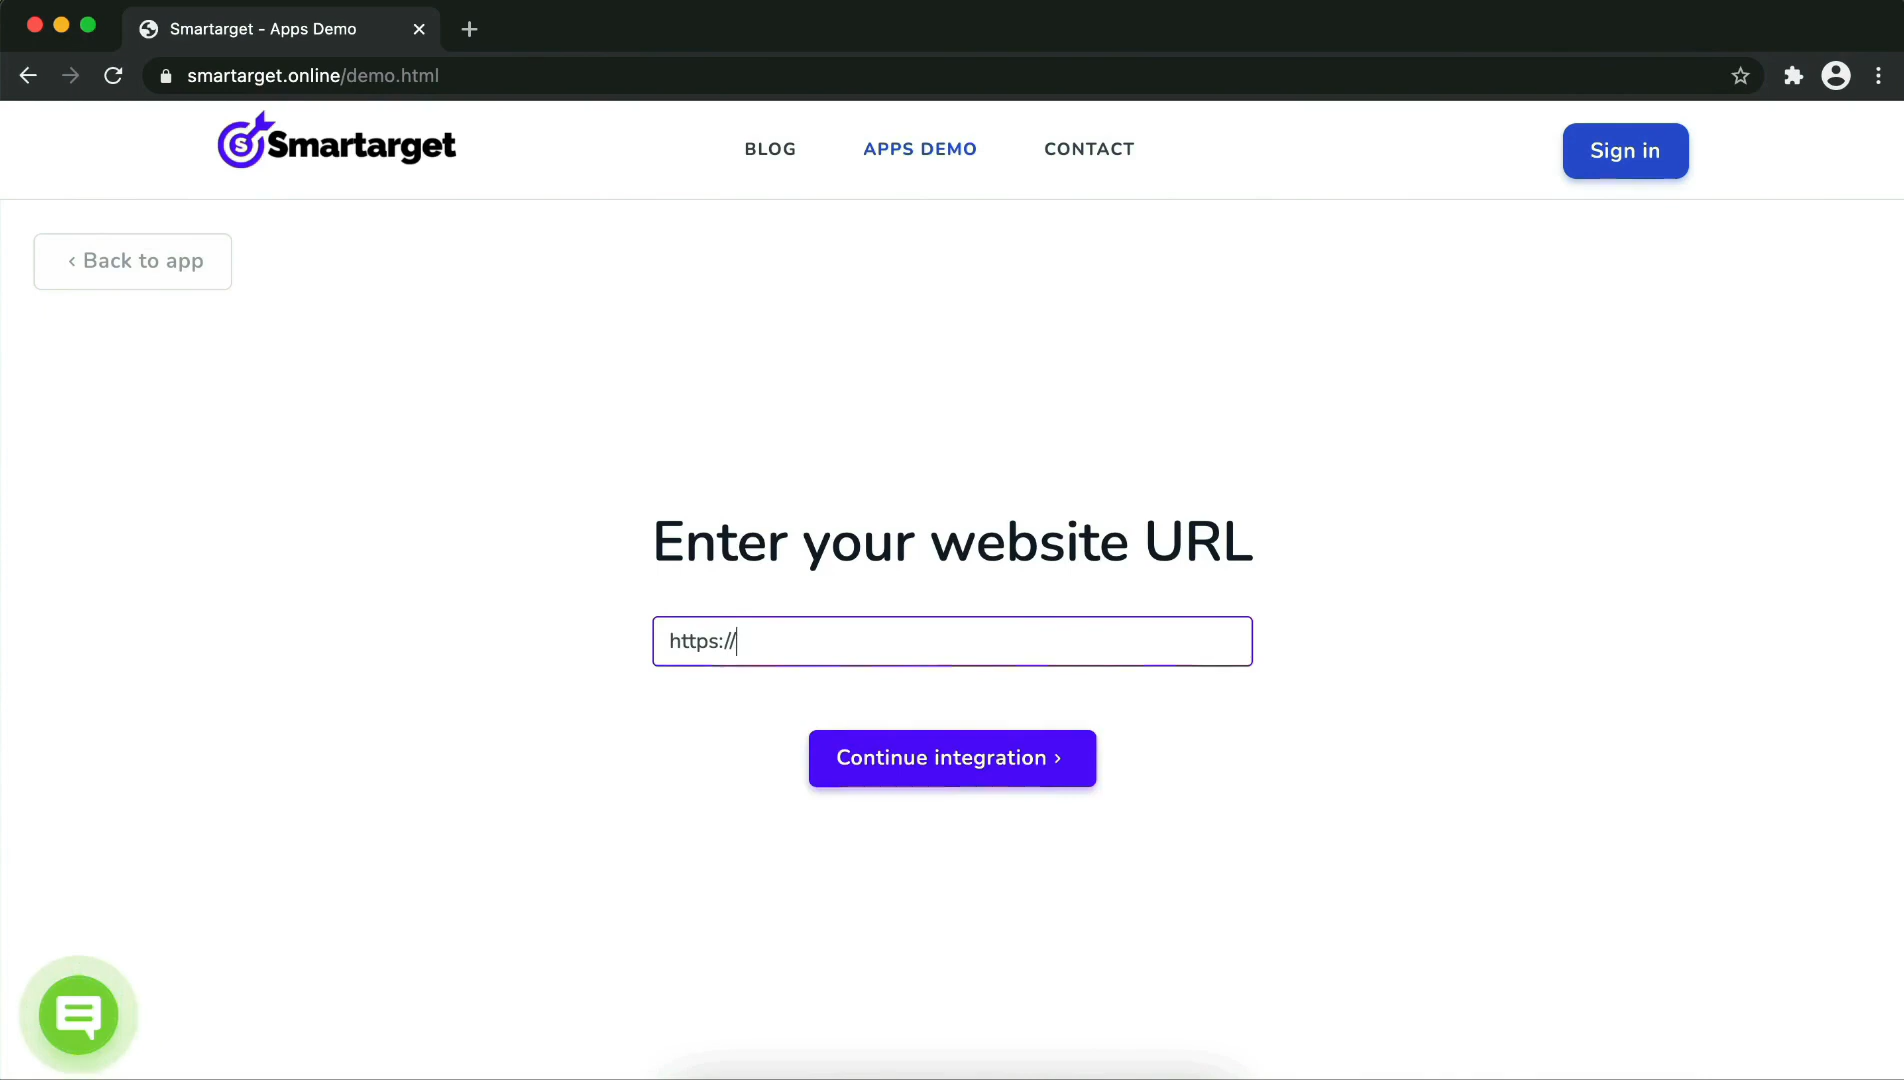 Smartarget - Apps Demo
smartarget.online/demo.html
Smartarget
BLOG
APPS DEMO
CONTACT
Sign in
‹ Back to app
Enter your website URL
https://
Continue integration ›